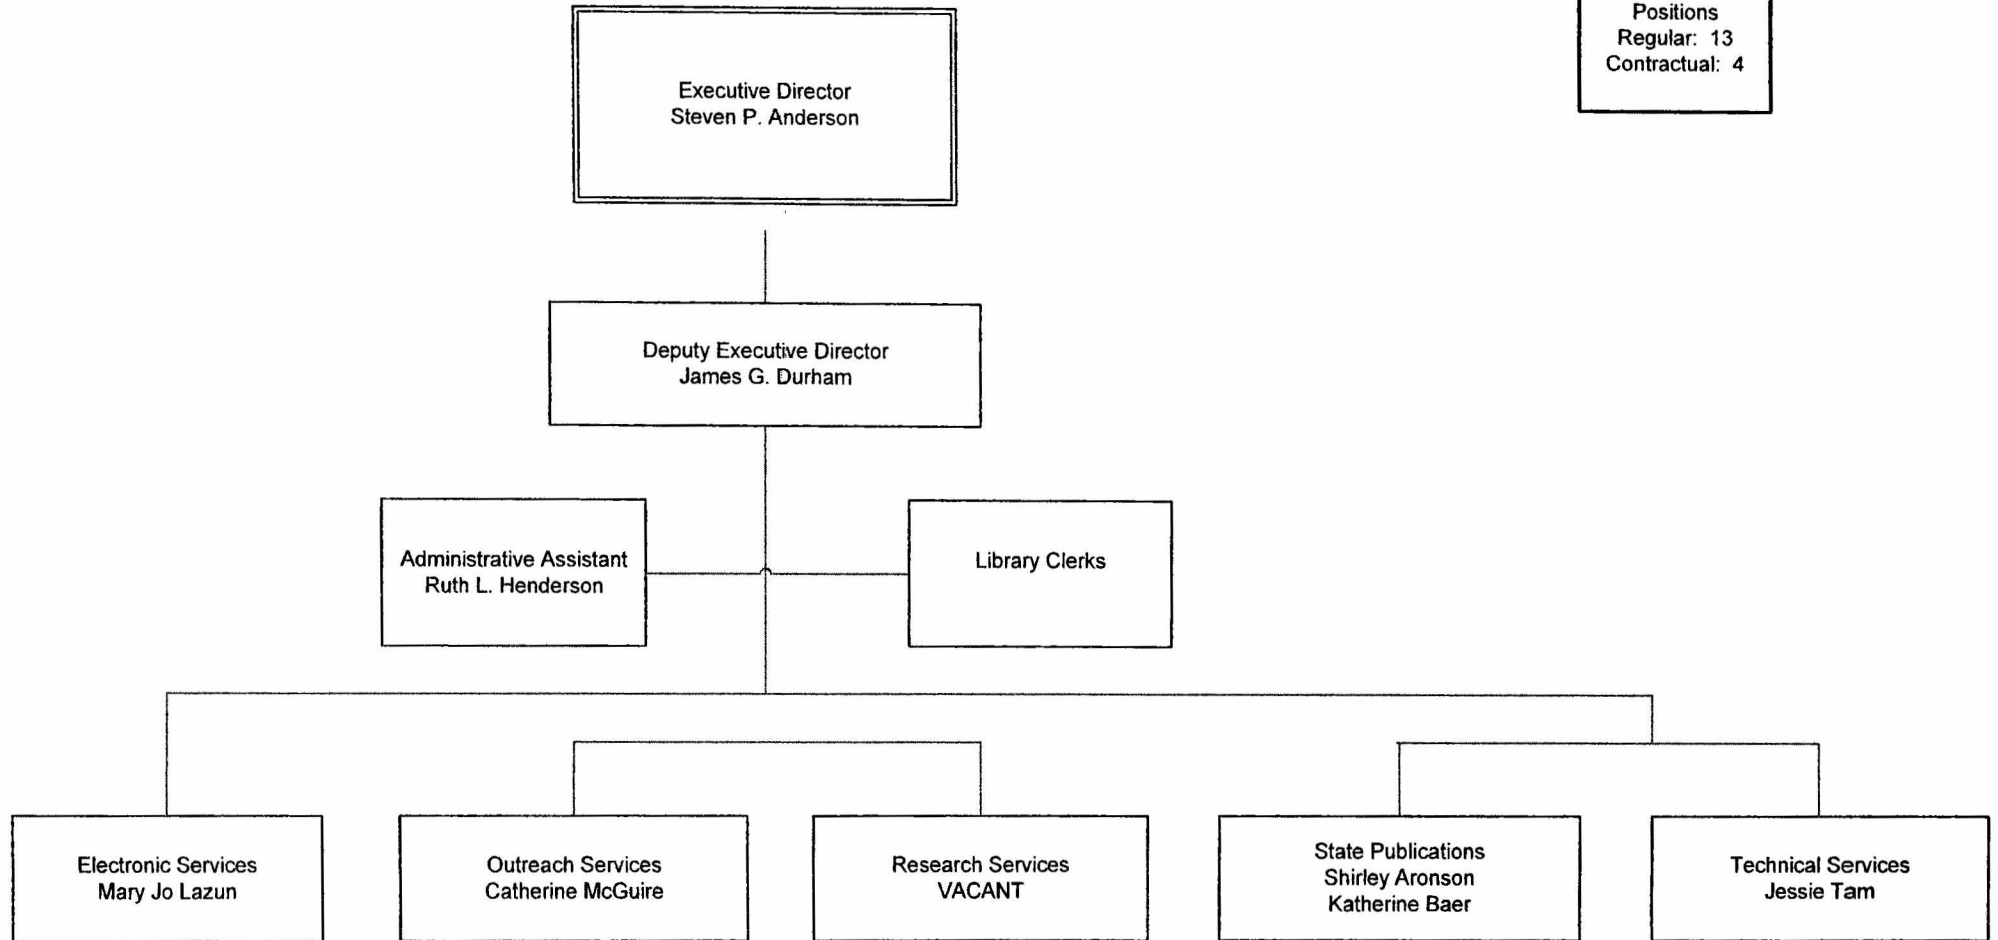 Positions
Regular: 13
Contractual: 4
Executive Director
Steven P. Anderson
Deputy Executive Director
James G. Durham
Administrative Assistant
Ruth L. Henderson
Library Clerks
Electronic Services
Mary Jo Lazun
Outreach Services
Catherine McGuire
Research Services
VACANT
State Publications
Shirley Aronson
Katherine Baer
Technical Services
Jessie Tam